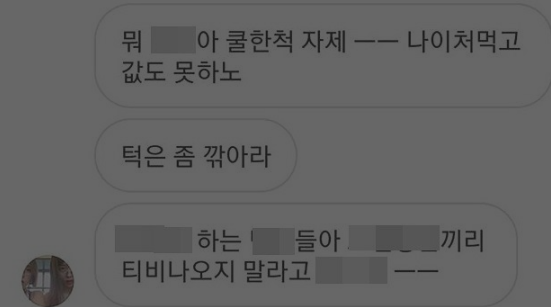 뭐 아 쿨한척 자제 ㅡㅡ 나이처먹고
값도 못하노
턱은 좀 깎아라
하는 들아 끼리
티비나오지 말라고 ㅡㅡ